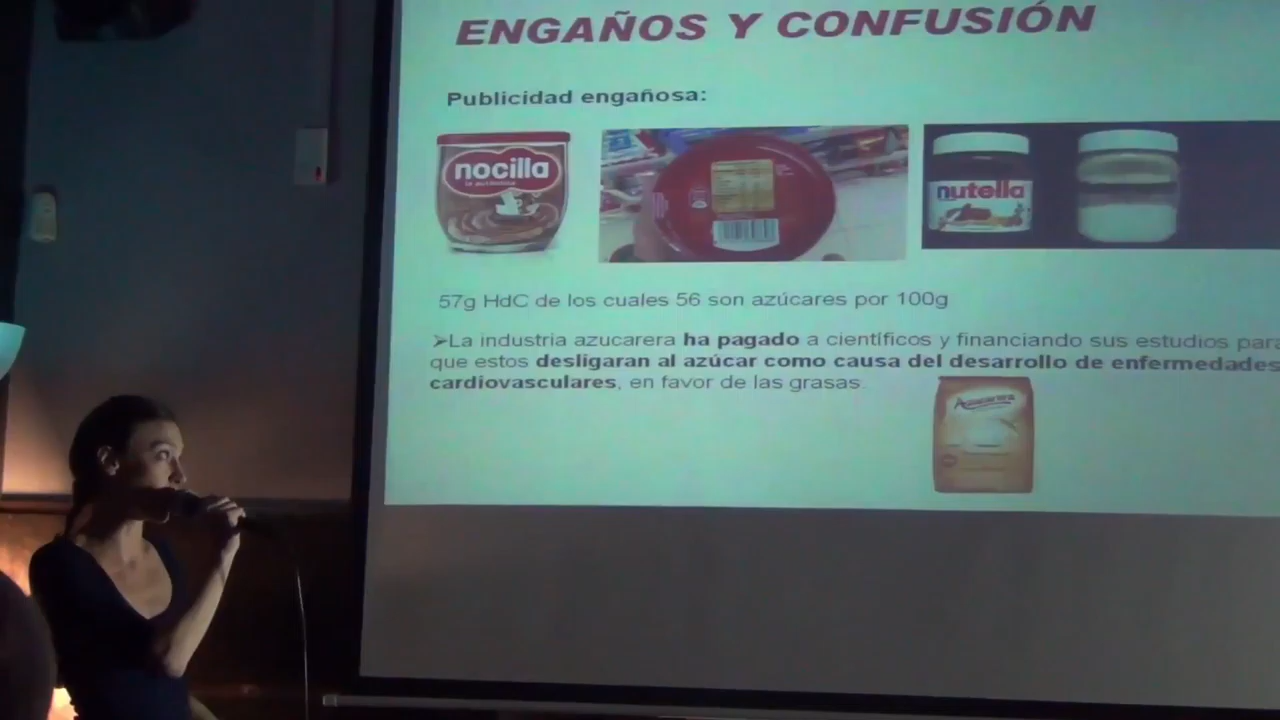 ENGAÑOS Y CONFUSIÓN
Publicidad engañosa:
nocilla
nutella
57g HdC de los cuales 56 son azúcares por 100g
➢La industria azucarera ha pagado a científicos y financiando sus estudios para
que estos desligaran al azúcar como causa del desarrollo de enfermedades
cardiovasculares, en favor de las grasas